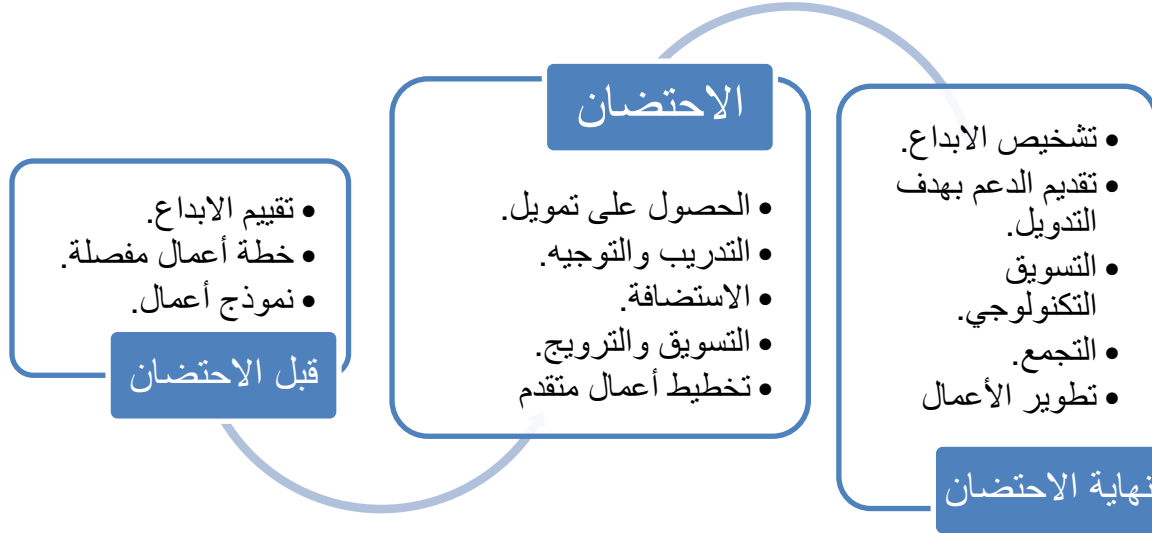 تقييم الابداع.
خطة أعمال مفصلة.
نموذج أعمال.
قبل الاحتضان
الاحتضان
الحصول على تمويل.
التدريب والتوجيه.
الاستضافة.
التسويق والترويج.
تخطيط أعمال متقدم
تشخيص الابداع.
تقديم الدعم بهدف
التدويل.
التسويق
التكنولوجي.
التجمع.
تطوير الأعمال
نهاية الاحتضان